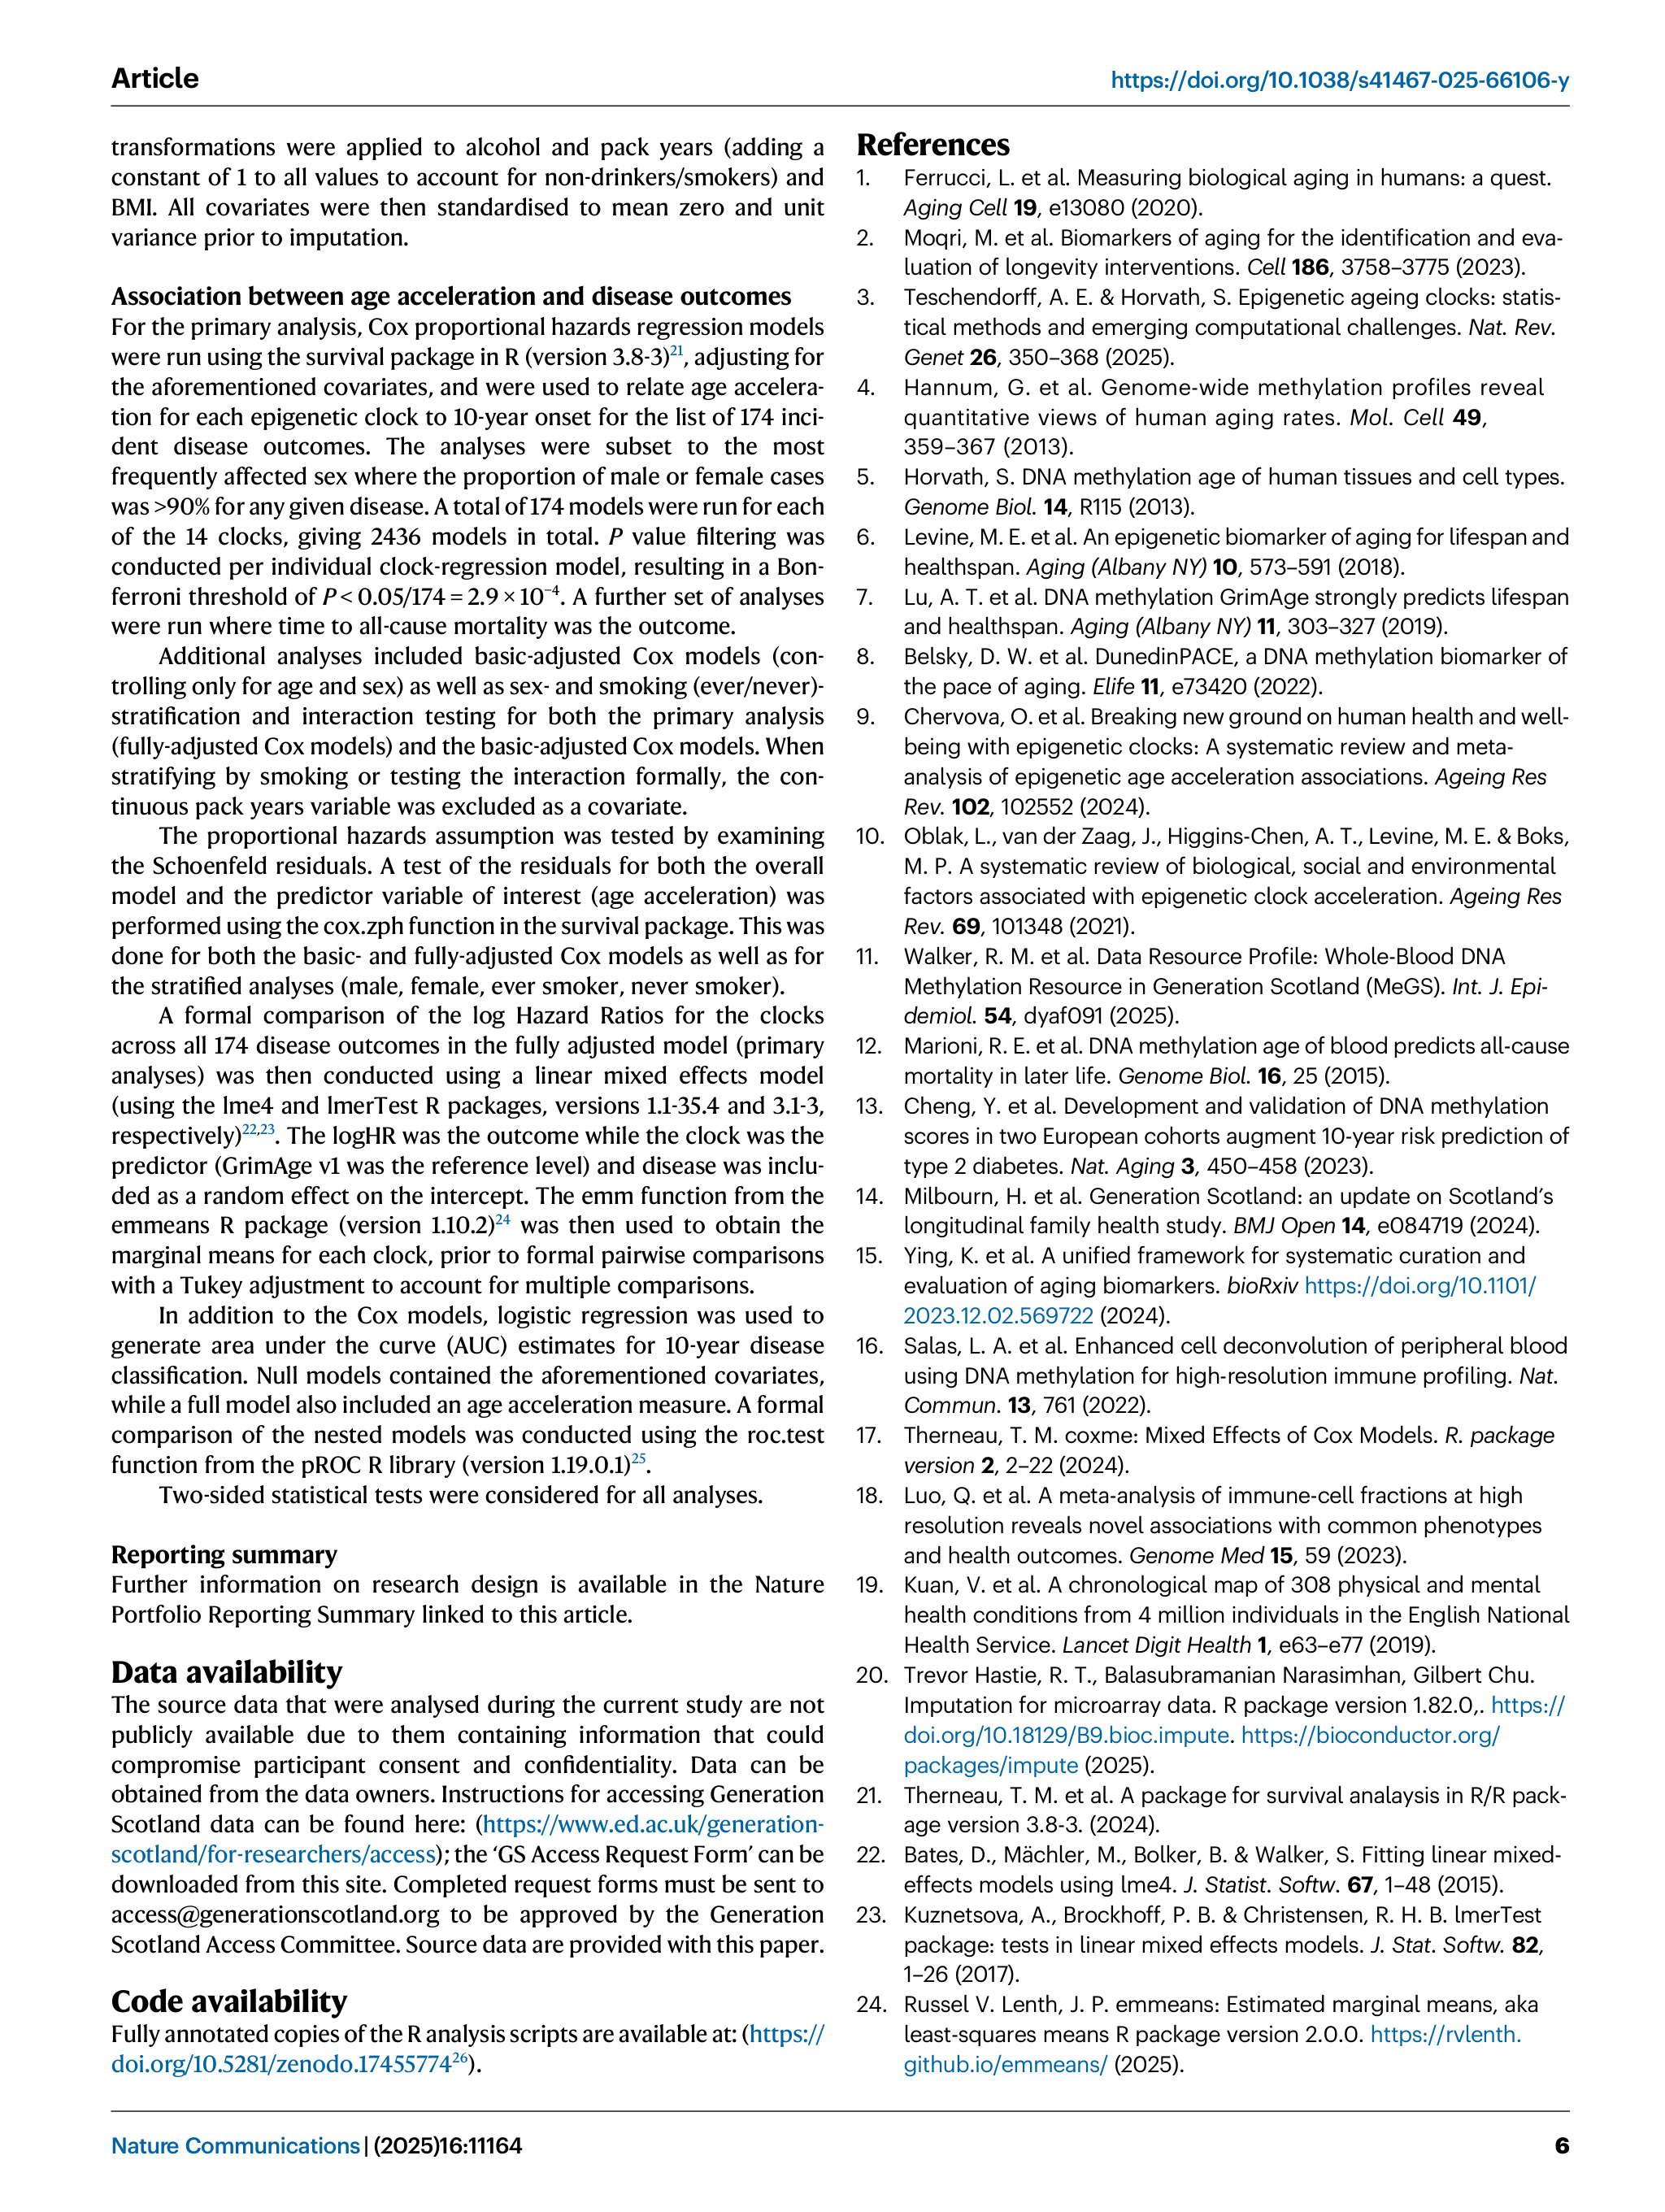 Article
https://doi.org/10.1038/s41467-025-66106-y
transformations were applied to alcohol and pack years (adding a
constant of 1 to all values to account for non-drinkers/smokers) and
BMI. All covariates were then standardised to mean zero and unit
variance prior to imputation.
Association between age acceleration and disease outcomes
For the primary analysis, Cox proportional hazards regression models
were run using the survival package in R (version 3.8-3)21, adjusting for
the aforementioned covariates, and were used to relate age accelera-
tion for each epigenetic clock to 10-year onset for the list of 174 inci-
dent disease outcomes. The analyses were subset to the most
frequently affected sex where the proportion of male or female cases
was >90% for any given disease. A total of 174 models were run for each
of the 14 clocks, giving 2436 models in total. P value filtering was
conducted per individual clock-regression model, resulting in a Bon-
ferroni threshold of P < 0.05/174 = 2.9 × 10−4. A further set of analyses
were run where time to all-cause mortality was the outcome.
Additional analyses included basic-adjusted Cox models (con-
trolling only for age and sex) as well as sex- and smoking (ever/never)-
stratification and interaction testing for both the primary analysis
(fully-adjusted Cox models) and the basic-adjusted Cox models. When
stratifying by smoking or testing the interaction formally, the con-
tinuous pack years variable was excluded as a covariate.
The proportional hazards assumption was tested by examining
the Schoenfeld residuals. A test of the residuals for both the overall
model and the predictor variable of interest (age acceleration) was
performed using the cox.zph function in the survival package. This was
done for both the basic- and fully-adjusted Cox models as well as for
the stratified analyses (male, female, ever smoker, never smoker).
A formal comparison of the log Hazard Ratios for the clocks
across all 174 disease outcomes in the fully adjusted model (primary
analyses) was then conducted using a linear mixed effects model
(using the lme4 and lmerTest R packages, versions 1.1-35.4 and 3.1-3,
respectively)22,23. The logHR was the outcome while the clock was the
predictor (GrimAge v1 was the reference level) and disease was inclu-
ded as a random effect on the intercept. The emm function from the
emmeans R package (version 1.10.2)24 was then used to obtain the
marginal means for each clock, prior to formal pairwise comparisons
with a Tukey adjustment to account for multiple comparisons.
In addition to the Cox models, logistic regression was used to
generate area under the curve (AUC) estimates for 10-year disease
classification. Null models contained the aforementioned covariates,
while a full model also included an age acceleration measure. A formal
comparison of the nested models was conducted using the roc.test
function from the pROC R library (version 1.19.0.1)25.
Two-sided statistical tests were considered for all analyses.
Reporting summary
Further information on research design is available in the Nature
Portfolio Reporting Summary linked to this article.
Data availability
The source data that were analysed during the current study are not
publicly available due to them containing information that could
compromise participant consent and confidentiality. Data can be
obtained from the data owners. Instructions for accessing Generation
Scotland data can be found here: (https://www.ed.ac.uk/generation-
scotland/for-researchers/access); the ‘GS Access Request Form’ can be
downloaded from this site. Completed request forms must be sent to
access@generationscotland.org to be approved by the Generation
Scotland Access Committee. Source data are provided with this paper.
Code availability
Fully annotated copies of the R analysis scripts are available at: (https://
doi.org/10.5281/zenodo.1745577426).
References
1. Ferrucci, L. et al. Measuring biological aging in humans: a quest.
Aging Cell 19, e13080 (2020).
2. Moqri, M. et al. Biomarkers of aging for the identification and eva-
luation of longevity interventions. Cell 186, 3758–3775 (2023).
3. Teschendorff, A. E. & Horvath, S. Epigenetic ageing clocks: statis-
tical methods and emerging computational challenges. Nat. Rev.
Genet 26, 350–368 (2025).
4. Hannum, G. et al. Genome-wide methylation profiles reveal
quantitative views of human aging rates. Mol. Cell 49,
359–367 (2013).
5. Horvath, S. DNA methylation age of human tissues and cell types.
Genome Biol. 14, R115 (2013).
6. Levine, M. E. et al. An epigenetic biomarker of aging for lifespan and
healthspan. Aging (Albany NY) 10, 573–591 (2018).
7. Lu, A. T. et al. DNA methylation GrimAge strongly predicts lifespan
and healthspan. Aging (Albany NY) 11, 303–327 (2019).
8. Belsky, D. W. et al. DunedinPACE, a DNA methylation biomarker of
the pace of aging. Elife 11, e73420 (2022).
9. Chervova, O. et al. Breaking new ground on human health and well-
being with epigenetic clocks: A systematic review and meta-
analysis of epigenetic age acceleration associations. Ageing Res
Rev. 102, 102552 (2024).
10. Oblak, L., van der Zaag, J., Higgins-Chen, A. T., Levine, M. E. & Boks,
M. P. A systematic review of biological, social and environmental
factors associated with epigenetic clock acceleration. Ageing Res
Rev. 69, 101348 (2021).
11. Walker, R. M. et al. Data Resource Profile: Whole-Blood DNA
Methylation Resource in Generation Scotland (MeGS). Int. J. Epi-
demiol. 54, dyaf091 (2025).
12. Marioni, R. E. et al. DNA methylation age of blood predicts all-cause
mortality in later life. Genome Biol. 16, 25 (2015).
13. Cheng, Y. et al. Development and validation of DNA methylation
scores in two European cohorts augment 10-year risk prediction of
type 2 diabetes. Nat. Aging 3, 450–458 (2023).
14. Milbourn, H. et al. Generation Scotland: an update on Scotland’s
longitudinal family health study. BMJ Open 14, e084719 (2024).
15. Ying, K. et al. A unified framework for systematic curation and
evaluation of aging biomarkers. bioRxiv https://doi.org/10.1101/
2023.12.02.569722 (2024).
16. Salas, L. A. et al. Enhanced cell deconvolution of peripheral blood
using DNA methylation for high-resolution immune profiling. Nat.
Commun. 13, 761 (2022).
17. Therneau, T. M. coxme: Mixed Effects of Cox Models. R. package
version 2, 2–22 (2024).
18. Luo, Q. et al. A meta-analysis of immune-cell fractions at high
resolution reveals novel associations with common phenotypes
and health outcomes. Genome Med 15, 59 (2023).
19. Kuan, V. et al. A chronological map of 308 physical and mental
health conditions from 4 million individuals in the English National
Health Service. Lancet Digit Health 1, e63–e77 (2019).
20. Trevor Hastie, R. T., Balasubramanian Narasimhan, Gilbert Chu.
Imputation for microarray data. R package version 1.82.0,. https://
doi.org/10.18129/B9.bioc.impute. https://bioconductor.org/
packages/impute (2025).
21. Therneau, T. M. et al. A package for survival analaysis in R/R pack-
age version 3.8-3. (2024).
22. Bates, D., Mächler, M., Bolker, B. & Walker, S. Fitting linear mixed-
effects models using lme4. J. Statist. Softw. 67, 1–48 (2015).
23. Kuznetsova, A., Brockhoff, P. B. & Christensen, R. H. B. lmerTest
package: tests in linear mixed effects models. J. Stat. Softw. 82,
1–26 (2017).
24. Russel V. Lenth, J. P. emmeans: Estimated marginal means, aka
least-squares means R package version 2.0.0. https://rvlenth.
github.io/emmeans/ (2025).
Nature Communications | (2025)16:11164
6